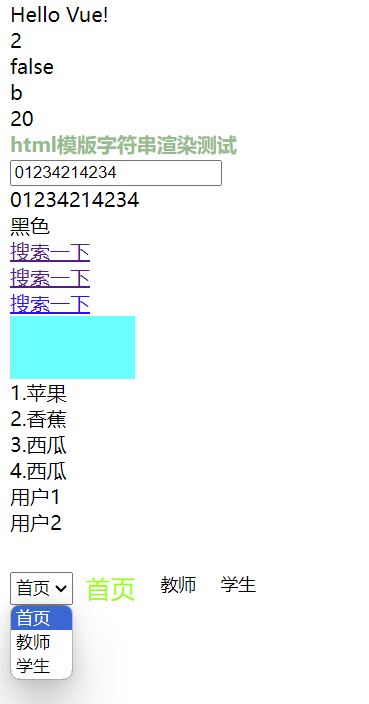 Hello Vue!
2
false
b
20
html模版字符串渲染测试
01234214234
01234214234
黑色
搜索一下
搜索一下
搜索一下
1.苹果
2.香蕉
3.西瓜
4.西瓜
用户1
用户2
首页 首页 教师 学生
首页
教师
学生